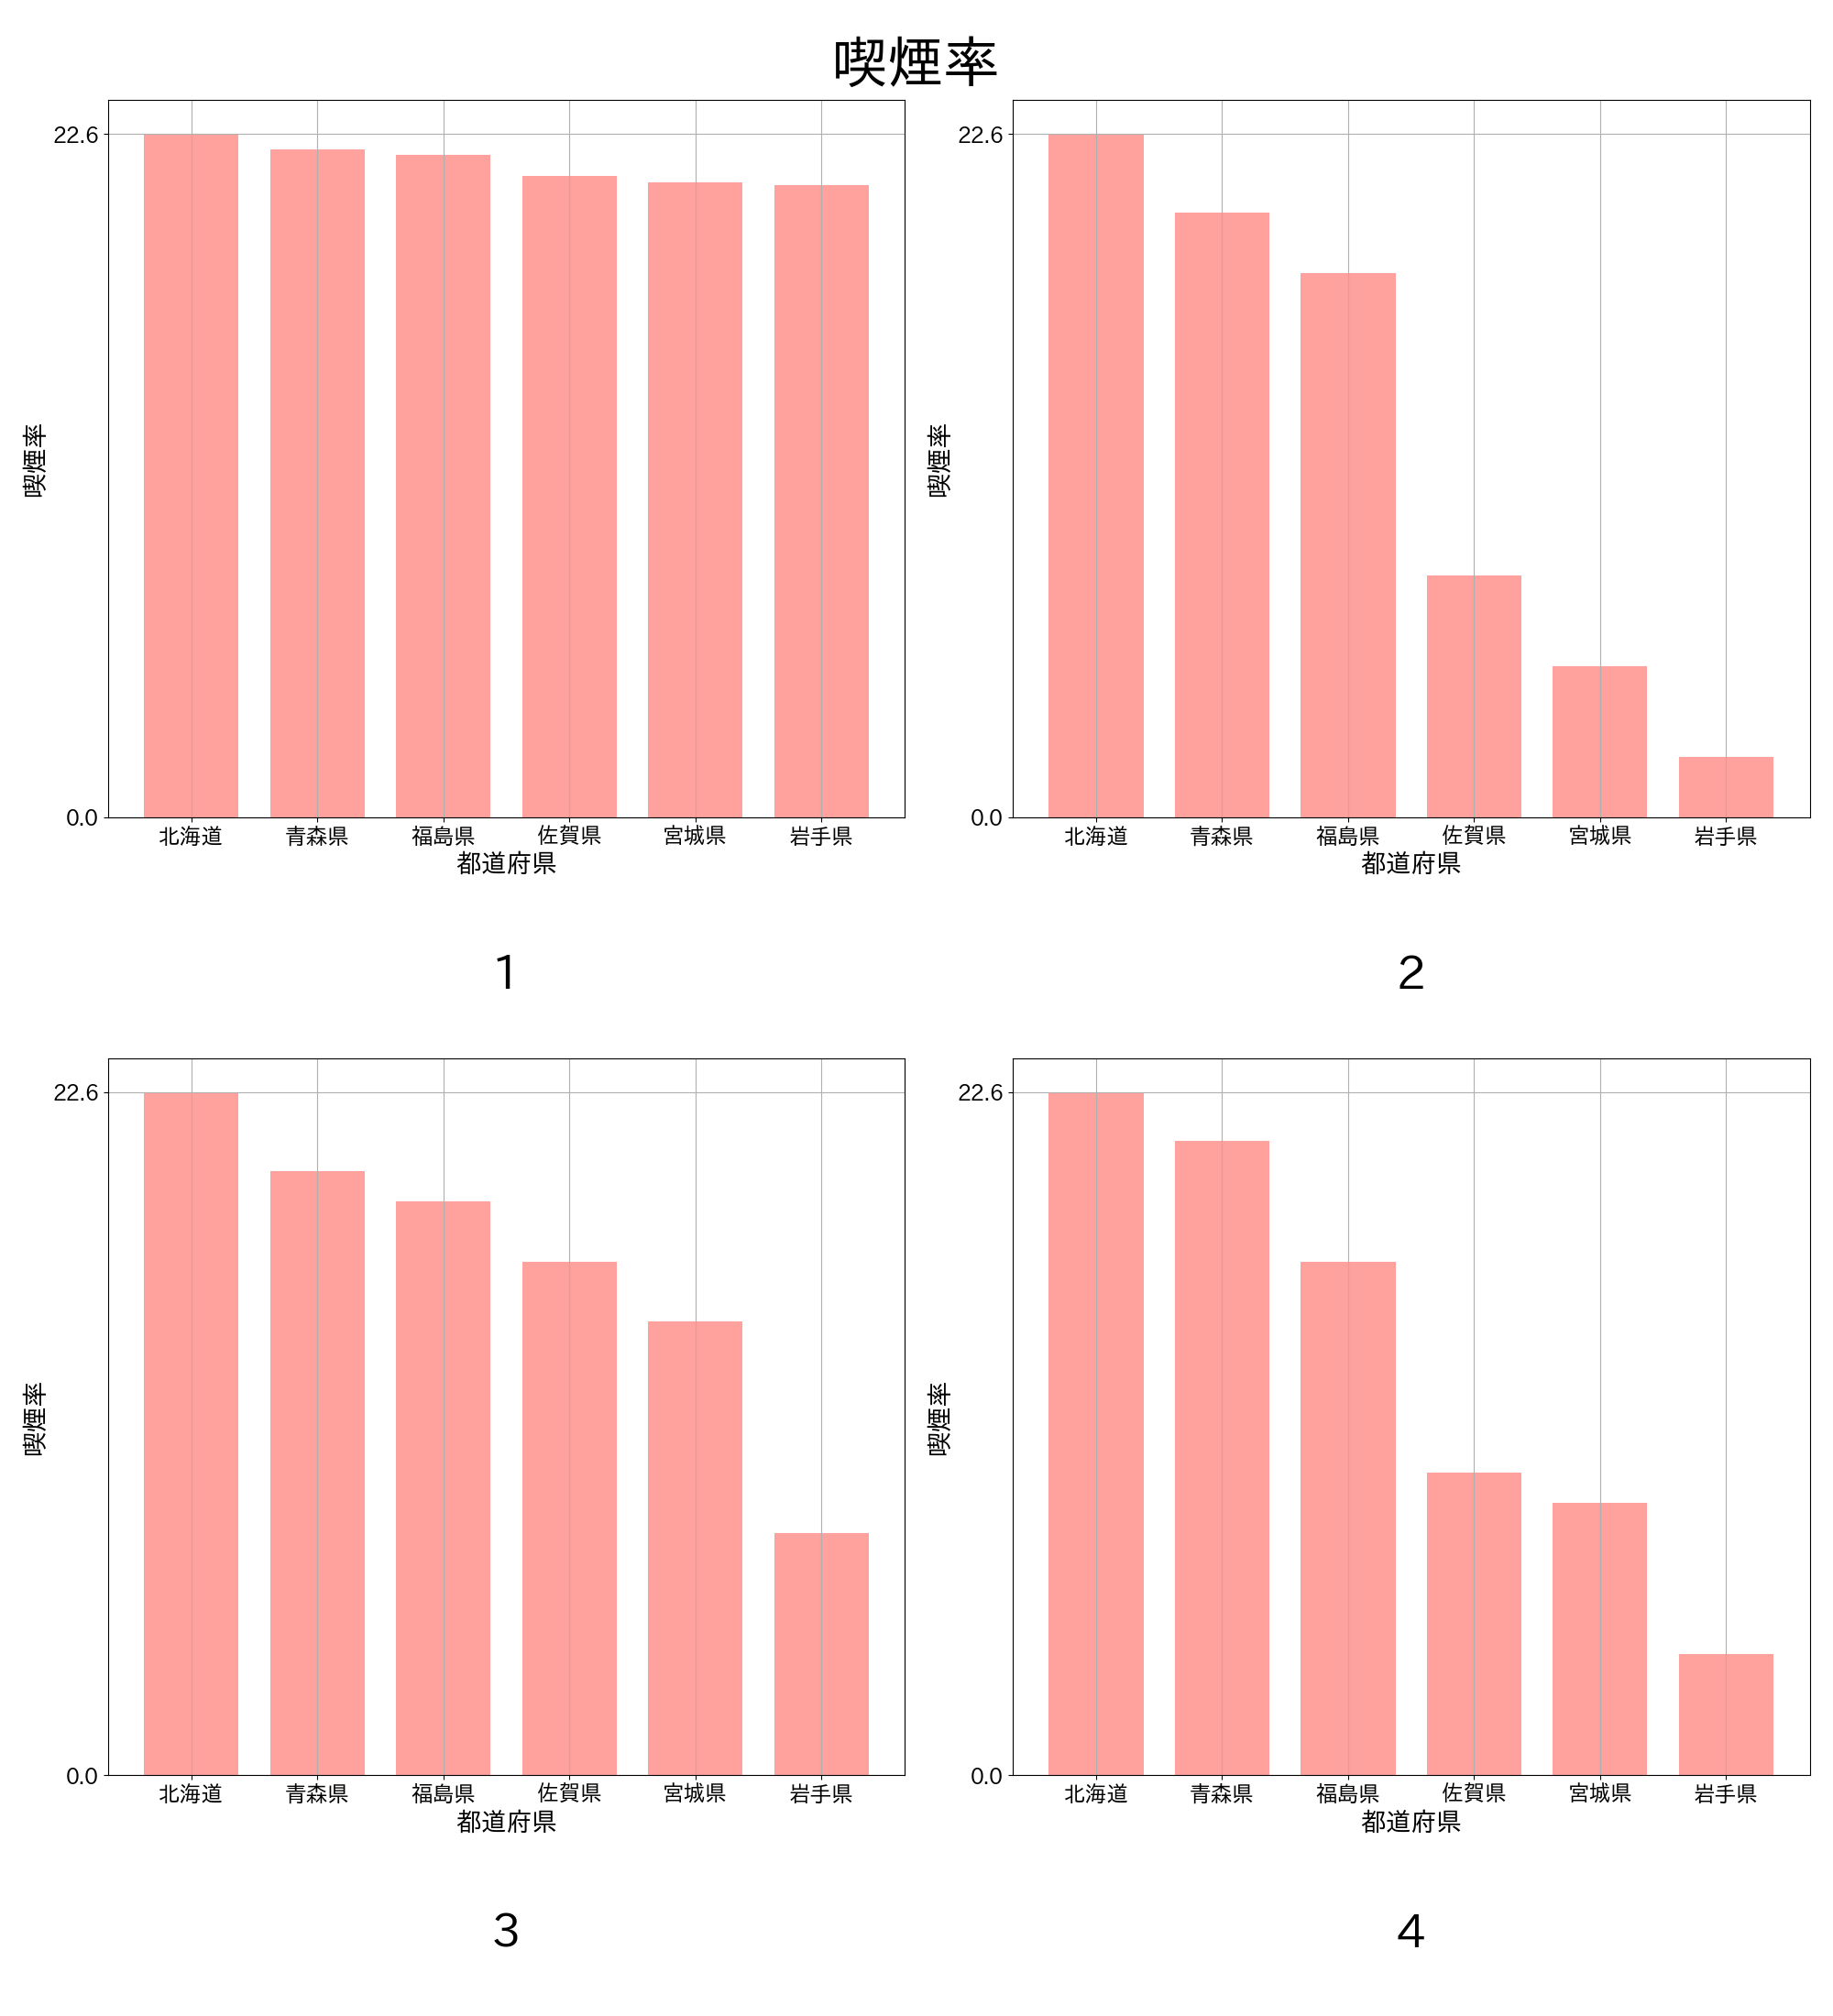 喫煙率
22.6
0.0
喫煙率
北海道 青森県 福島県 佐賀県 宮城県 岩手県
都道府県
1
22.6
0.0
喫煙率
北海道 青森県 福島県 佐賀県 宮城県 岩手県
都道府県
2
22.6
0.0
喫煙率
北海道 青森県 福島県 佐賀県 宮城県 岩手県
都道府県
3
22.6
0.0
喫煙率
北海道 青森県 福島県 佐賀県 宮城県 岩手県
都道府県
4